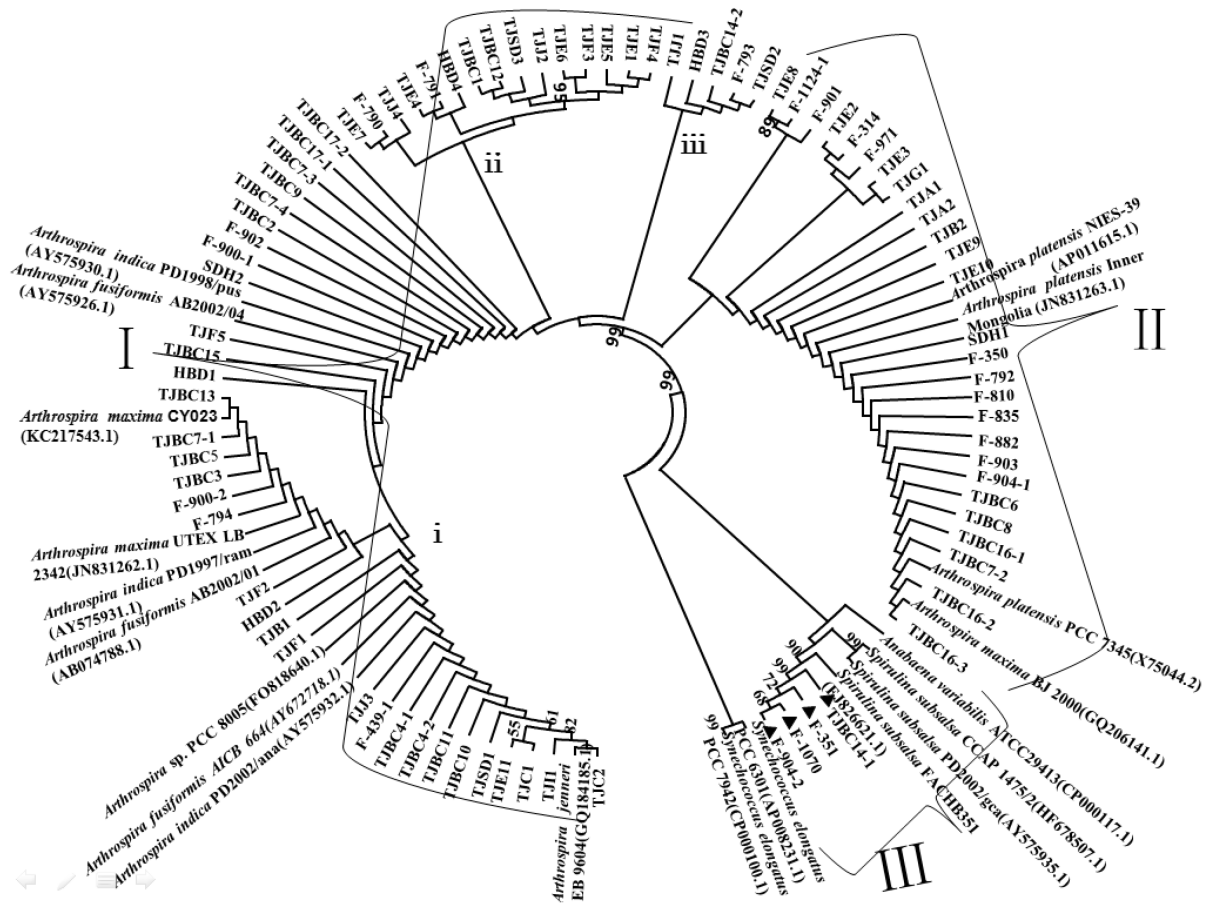 TJE7
F-790
TJJ4
TJE4
F-791
HBD4
TJBC1
TJBC12
TJSD3
TJJ2
TJE6
TJF3
TJE5
TJE1
TJF4
TJJ1
HBD3
TJBC14-2
F-793
TJSD2
TJE8
F-1124-1
F-901
TJE2
F-314
F-971
TJE3
TJG1
TJA1
TJA2
TJB2
TJE9
TJE10
Arthrospira platensis NIES-39
(AP011615.1)
Arthrospira platensis Inner
Mongolia (JN831263.1)
SDH1
F-350
F-792
F-810
F-835
F-882
F-903
F-904-1
TJBC6
TJBC8
TJBC16-1
TJBC7-2
Arthrospira platensis PCC 7345(X75044.2)
TJBC16-2
Arthrospira maxima BJ 2000(GQ206141.1)
TJBC16-3
Anabaena variabilis ATCC29413(CP000117.1)
Spirulina subsalsa CCAP 1475/2(HF678507.1)
Spirulina subsalsa PD2002/gca(AY575935.1)
Spirulina subsalsa FACHB351
(FJ826621.1)
TJBC14-1
F-351
F-1070
F-904-2
Synechococcus elongatus
PCC 6301(AP008231.1)
Synechococcus elongatus
PCC 7942(CP000100.1)
TJBC17-2
TJBC17-1
TJBC7-3
TJBC9
TJBC7-4
TJBC2
F-902
F-900-1
SDH2
Arthrospira indica PD1998/pus
(AY575930.1)
Arthrospira fusiformis AB2002/04
(AY575926.1)
TJF5
TJBC15
HBD1
TJBC13
Arthrospira maxima CY023
(KC217543.1)
TJBC7-1
TJBC5
TJBC3
F-900-2
F-794
Arthrospira maxima UTEX LB
2342(JN831262.1)
Arthrospira indica PD1997/ram
(AY575931.1)
Arthrospira fusiformis AB2002/01
(AB074788.1)
TJF2
HBD2
TJB1
TJF1
Arthrospira sp. PCC 8005(FO818640.1)
Arthrospira fusiformis AICB 664(AY672718.1)
Arthrospira indica PD2002/ana(AY575932.1)
TJJ3
F-439-1
TJBC4-1
TJBC4-2
TJBC11
TJBC10
TJSD1
TJE11
TJC1
TJI1
Arthrospira jenneri
EB 9604(GQ184185.1)
TJC2
I
II
III
i
ii
iii
56
89
99
99
99
90
99
72
68
99
55
61
82